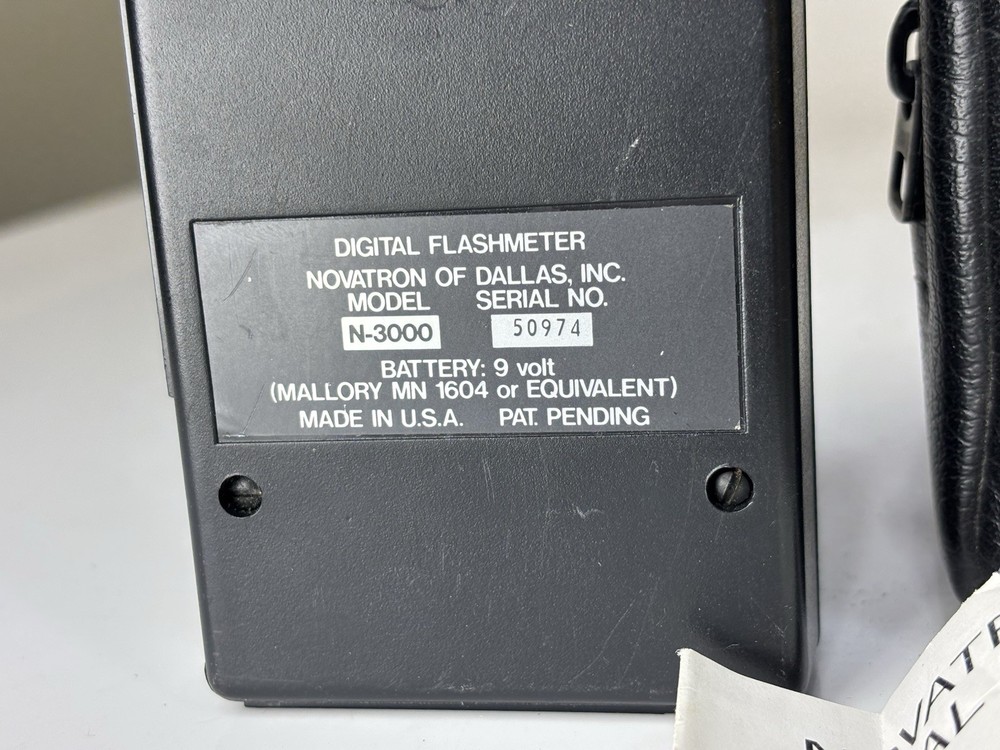 DIGITAL FLASHMETER
NOVATRON OF DALLAS, INC.
MODEL SERIAL NO.
N-3000 50974
BATTERY: 9 volt
(MALLORY MN 1604 or EQUIVALENT)
MADE IN U.S.A. PAT. PENDING